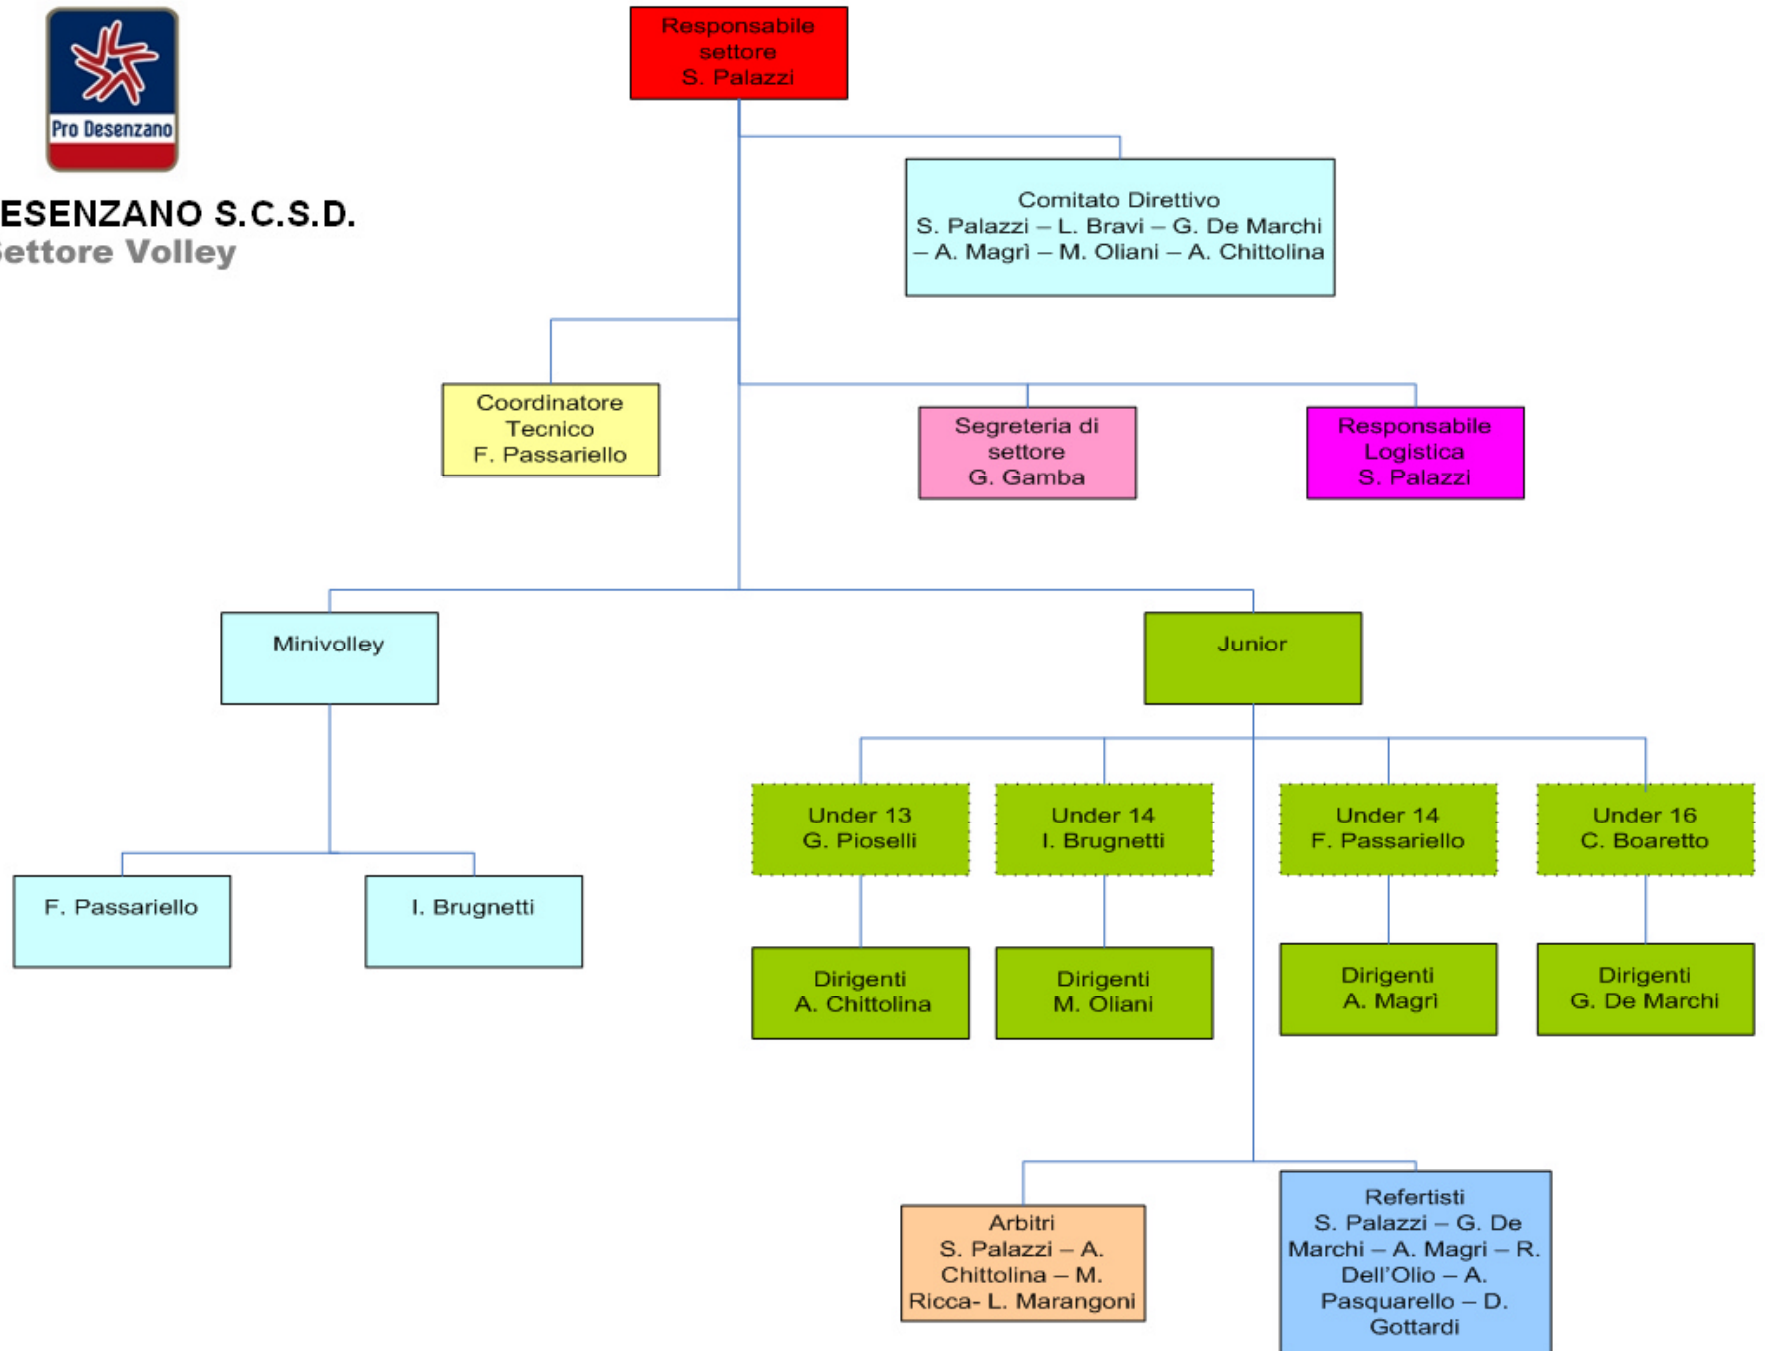 Responsabile
settore
S. Palazzi
Pro Desenzano
ESENZANO S.C.S.D.
Settore Volley
Comitato Direttivo
S. Palazzi – L. Bravi – G. De Marchi
– A. Magrì – M. Oliani – A. Chittolina
Coordinatore
Tecnico
F. Passariello
Segreteria di
settore
G. Gamba
Responsabile
Logistica
S. Palazzi
Minivolley
Junior
F. Passariello
I. Brugnetti
Under 13
G. Pioselli
Under 14
I. Brugnetti
Under 14
F. Passariello
Under 16
C. Boaretto
Dirigenti
A. Chittolina
Dirigenti
M. Oliani
Dirigenti
A. Magrì
Dirigenti
G. De Marchi
Arbitri
S. Palazzi – A.
Chittolina – M.
Ricca- L. Marangoni
Refertisti
S. Palazzi – G. De
Marchi – A. Magri – R.
Dell'Olio – A.
Pasquarello – D.
Gottardi